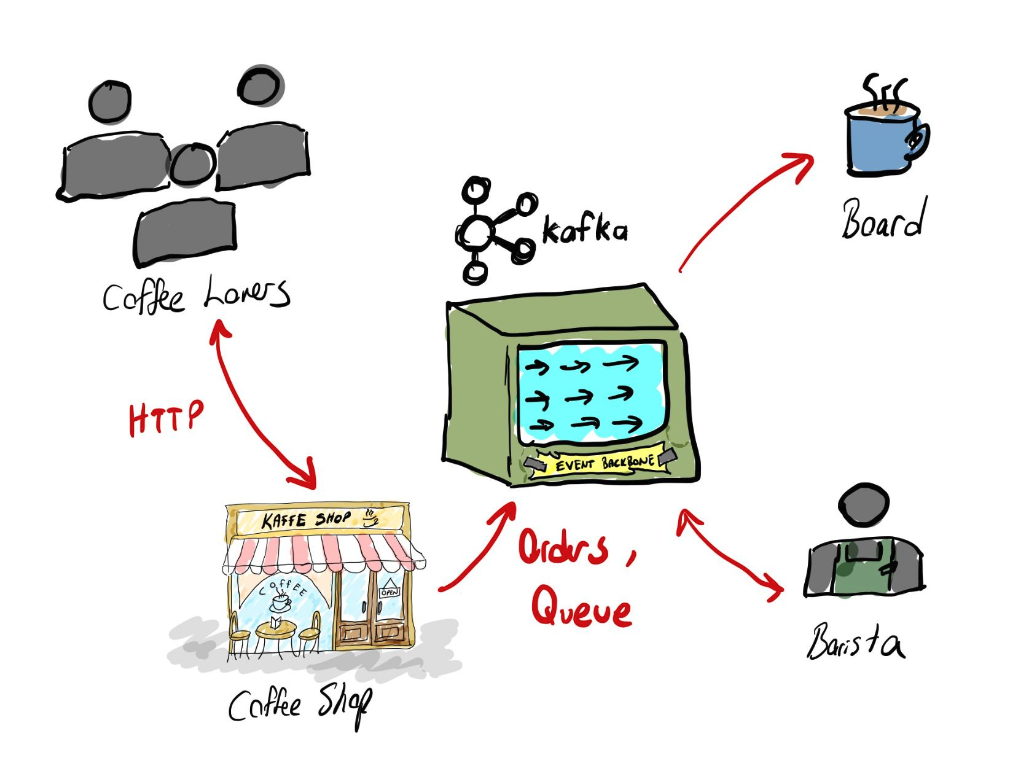 Board
kafka
Coffee Lovers
HTTP
EVENT BACKBONE
KAFFE SHOP
COFFEE
OPEN
Orders,
Queue
Barista
Coffee Shop